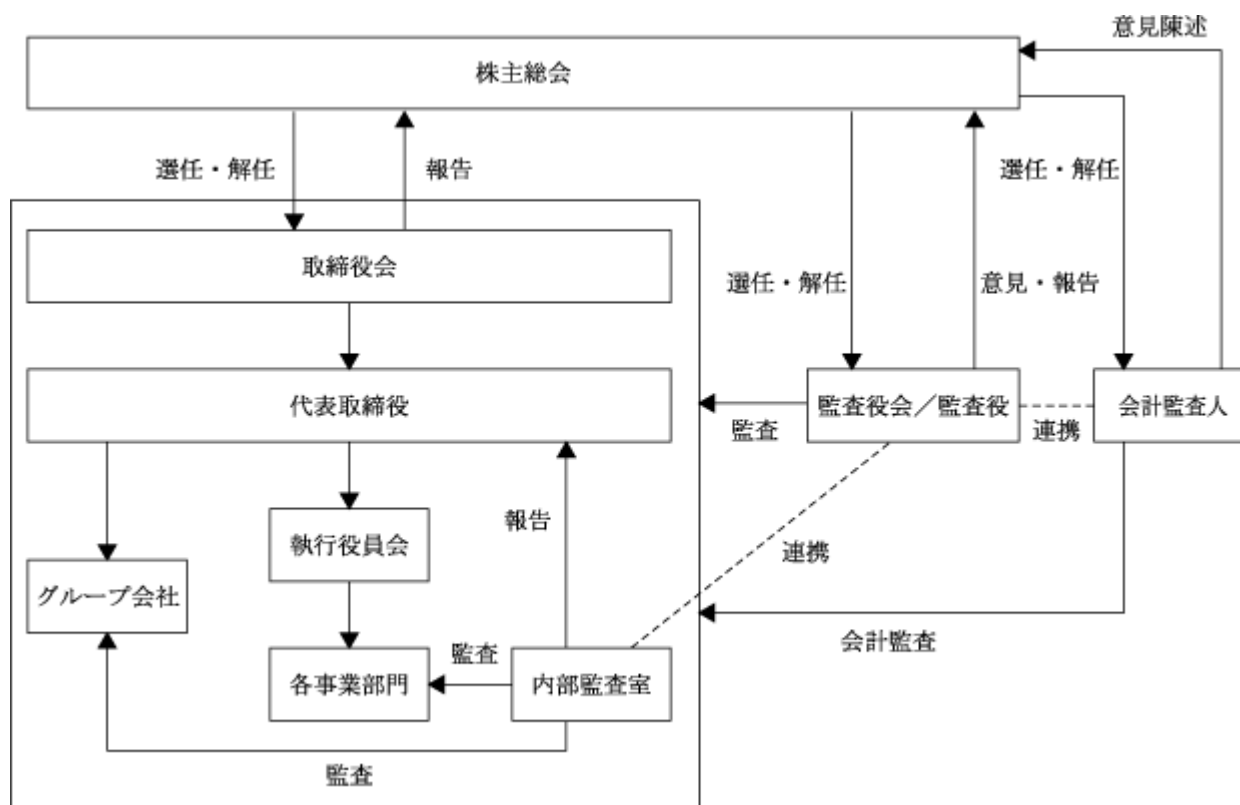 意見陳述
株主総会
選任・解任
報告
選任・解任
取締役会
選任・解任
意見・報告
代表取締役
監査
監査役会／監査役
連携
会計監査人
報告
執行役員会
連携
グループ会社
会計監査
監査
各事業部門
内部監査室
監査